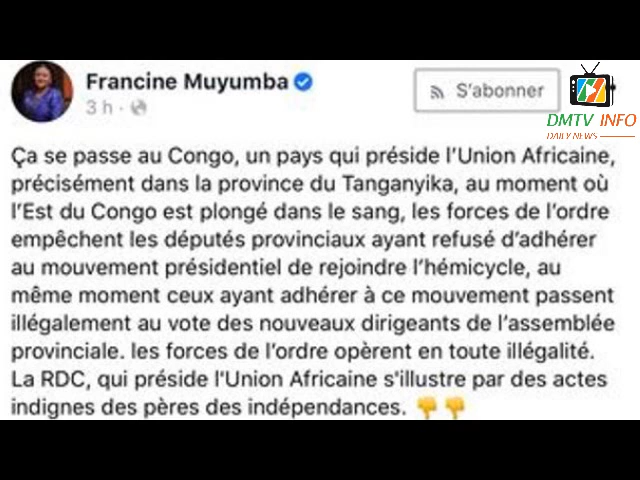 Francine Muyumba
3 h ·
S'abonner
DMTV INFO
DAILY NEWS
Ça se passe au Congo, un pays qui préside l'Union Africaine,
précisément dans la province du Tanganyika, au moment où
l'Est du Congo est plongé dans le sang, les forces de l'ordre
empêchent les députés provinciaux ayant refusé d'adhérer
au mouvement présidentiel de rejoindre l'hémicycle, au
même moment ceux ayant adhérer à ce mouvement passent
illégalement au vote des nouveaux dirigeants de l'assemblée
provinciale. les forces de l'ordre opèrent en toute illégalité.
La RDC, qui préside l'Union Africaine s'illustre par des actes
indignes des pères des indépendances. 👎👎